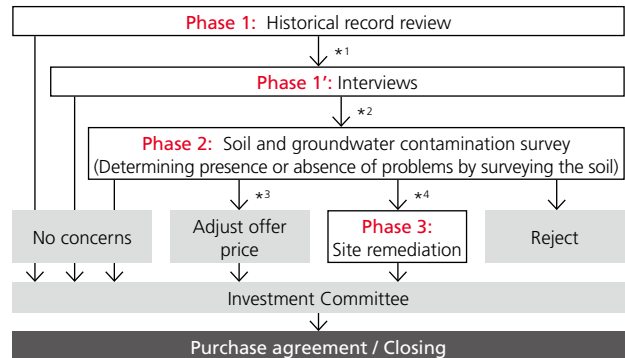 Phase 1: Historical record review
*1
Phase 1': Interviews
*2
Phase 2: Soil and groundwater contamination survey
(Determining presence or absence of problems by surveying the soil)
*3
*4
No concerns
Adjust offer
price
Phase 3:
Site remediation
Reject
Investment Committee
Purchase agreement / Closing